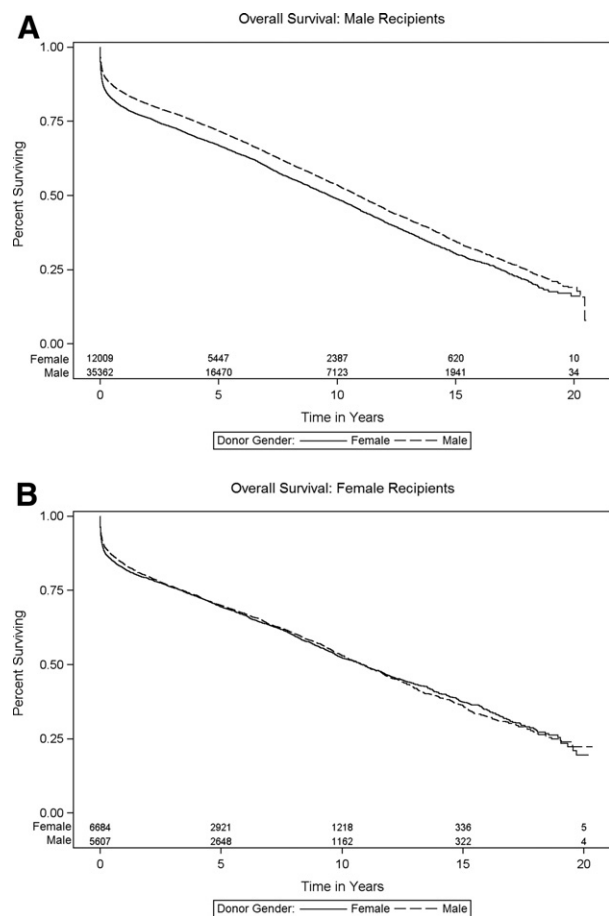 A
Overall Survival: Male Recipients
1.00
0.75
0.50
0.25
0.00
Percent Surviving
Female 12009 5447 2387 620 10
Male 35362 16470 7123 1941 34
0 5 10 15 20
Time in Years
Donor Gender: Female Male
B
Overall Survival: Female Recipients
1.00
0.75
0.50
0.25
0.00
Percent Surviving
Female 6684 2921 1218 336 5
Male 5607 2648 1162 322 4
0 5 10 15 20
Time in Years
Donor Gender: Female Male